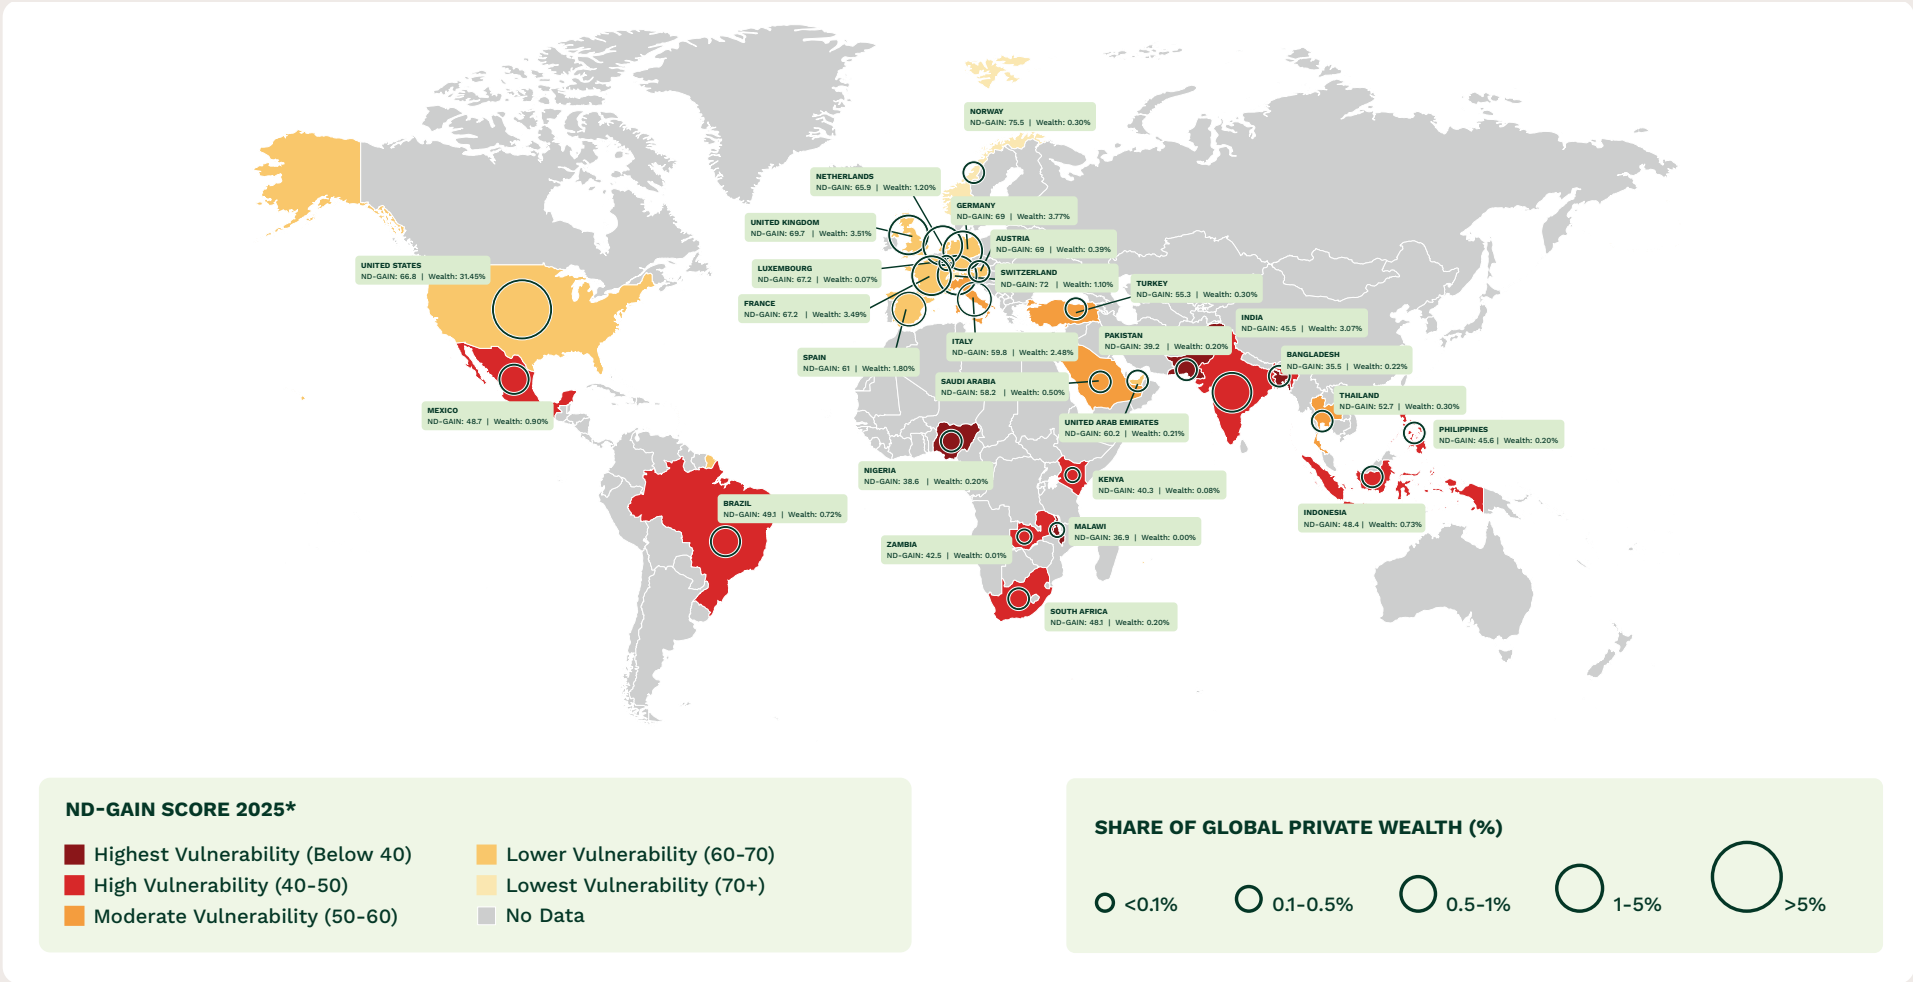 NORWAY
ND-GAIN: 75.5 | Wealth: 0.30%
NETHERLANDS
ND-GAIN: 65.9 | Wealth: 1.20%
GERMANY
ND-GAIN: 69 | Wealth: 3.77%
UNITED KINGDOM
ND-GAIN: 69.7 | Wealth: 3.51%
AUSTRIA
ND-GAIN: 69 | Wealth: 0.39%
UNITED STATES
ND-GAIN: 66.8 | Wealth: 31.45%
LUXEMBOURG
ND-GAIN: 67.2 | Wealth: 0.07%
SWITZERLAND
ND-GAIN: 72 | Wealth: 1.10%
TURKEY
ND-GAIN: 55.3 | Wealth: 0.30%
FRANCE
ND-GAIN: 67.2 | Wealth: 3.49%
INDIA
ND-GAIN: 45.5 | Wealth: 3.07%
PAKISTAN
ND-GAIN: 39.2 | Wealth: 0.20%
ITALY
ND-GAIN: 59.8 | Wealth: 2.48%
SPAIN
ND-GAIN: 61 | Wealth: 1.80%
BANGLADESH
ND-GAIN: 35.5 | Wealth: 0.22%
SAUDI ARABIA
ND-GAIN: 58.2 | Wealth: 0.50%
THAILAND
ND-GAIN: 52.7 | Wealth: 0.30%
MEXICO
ND-GAIN: 48.7 | Wealth: 0.90%
UNITED ARAB EMIRATES
ND-GAIN: 60.2 | Wealth: 0.21%
PHILIPPINES
ND-GAIN: 45.6 | Wealth: 0.20%
NIGERIA
ND-GAIN: 38.6 | Wealth: 0.20%
KENYA
ND-GAIN: 40.3 | Wealth: 0.08%
BRAZIL
ND-GAIN: 49.1 | Wealth: 0.72%
INDONESIA
ND-GAIN: 48.4 | Wealth: 0.73%
MALAWI
ND-GAIN: 36.9 | Wealth: 0.00%
ZAMBIA
ND-GAIN: 42.5 | Wealth: 0.01%
SOUTH AFRICA
ND-GAIN: 48.1 | Wealth: 0.20%
ND-GAIN SCORE 2025*
Highest Vulnerability (Below 40)
High Vulnerability (40-50)
Moderate Vulnerability (50-60)
Lower Vulnerability (60-70)
Lowest Vulnerability (70+)
No Data
SHARE OF GLOBAL PRIVATE WEALTH (%)
<0.1%
0.1-0.5%
0.5-1%
1-5%
>5%